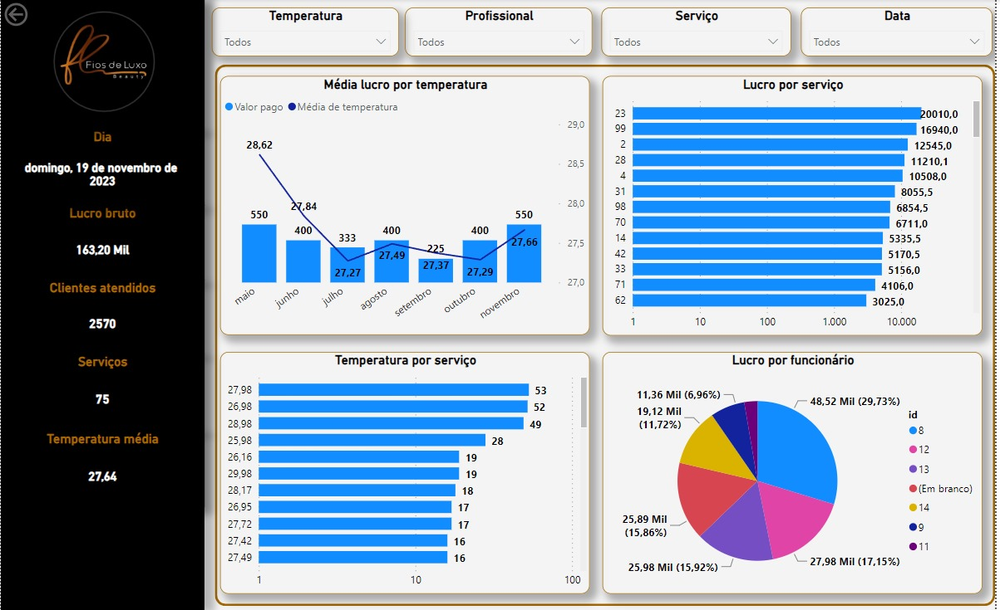 Fios de Luxo
Beauty
Dia
domingo, 19 de novembro de
2023
Lucro bruto
163,20 Mil
Clientes atendidos
2570
Serviços
75
Temperatura média
27,64
Temperatura
Todos
Profissional
Todos
Serviço
Todos
Data
Todos
Média lucro por temperatura
Valor pago Média de temperatura
29,0
28,5
28,0
27,5
27,0
28,62
27,84
27,27
27,49
27,37
27,29
27,66
550
400
333
400
225
400
550
maio
junho
julho
agosto
setembro
outubro
novembro
Lucro por serviço
23 20010,0
99 16940,0
2 12545,0
28 11210,1
4 10508,0
31 8055,5
98 6854,5
70 6711,0
14 5335,5
42 5170,5
33 5156,0
71 4106,0
62 3025,0
1 10 100 1.000 10.000
Temperatura por serviço
27,98 53
26,98 52
28,98 49
25,98 28
26,16 19
29,98 19
28,17 18
26,95 17
27,72 17
27,42 16
27,49 16
1 10 100
Lucro por funcionário
11,36 Mil (6,96%)
48,52 Mil (29,73%)
19,12 Mil
(11,72%)
25,89 Mil
(15,86%)
25,98 Mil (15,92%)
27,98 Mil (17,15%)
id
8
12
13
(Em branco)
14
9
11